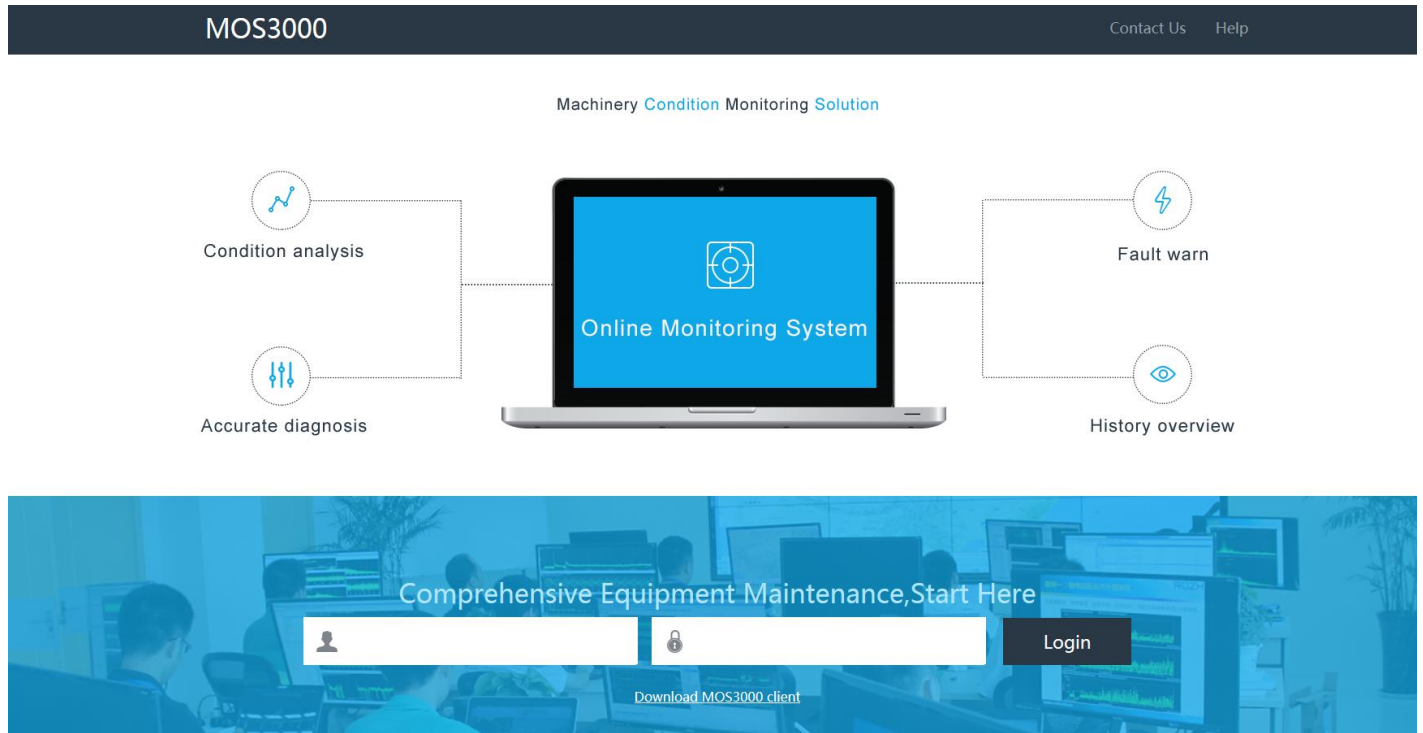 MOS3000
Contact Us
Help
Machinery Condition Monitoring Solution
Condition analysis
Fault warn
Online Monitoring System
Accurate diagnosis
History overview
Comprehensive Equipment Maintenance,Start Here
Login
Download MOS3000 client